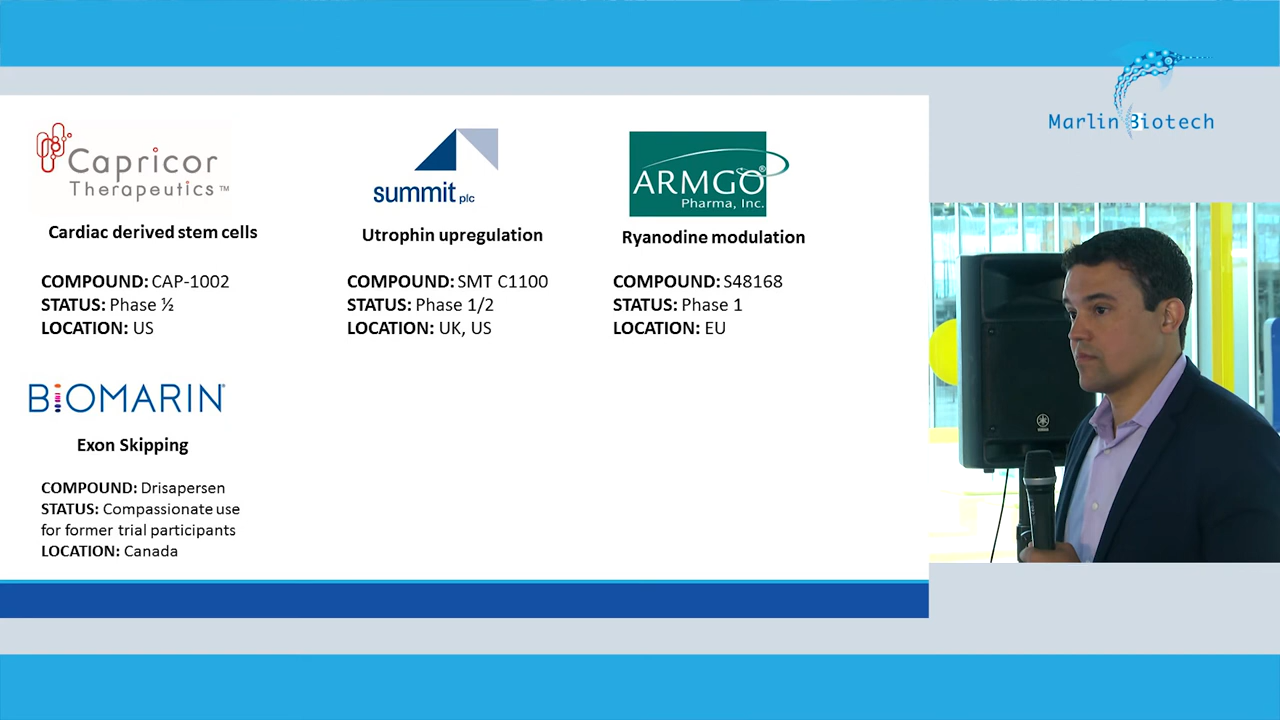 Marlin Biotech
Capricor
Therapeutics™
Cardiac derived stem cells
COMPOUND: CAP-1002
STATUS: Phase ½
LOCATION: US
summit plc
Utrophin upregulation
COMPOUND: SMT C1100
STATUS: Phase 1/2
LOCATION: UK, US
ARMGO®
Pharma, Inc.
Ryanodine modulation
COMPOUND: S48168
STATUS: Phase 1
LOCATION: EU
BIOMARIN®
Exon Skipping
COMPOUND: Drisapersen
STATUS: Compassionate use
for former trial participants
LOCATION: Canada